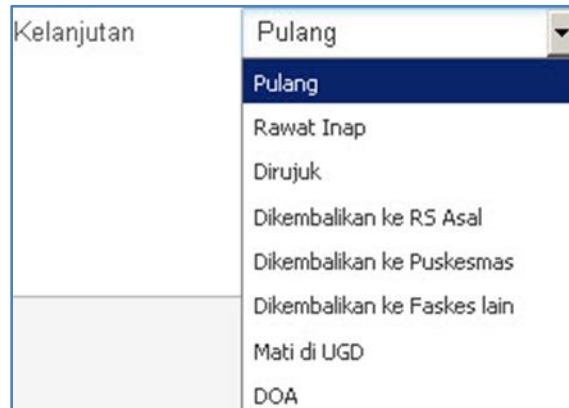 Kelanjutan
Pulang
Pulang
Rawat Inap
Dirujuk
Dikembalikan ke RS Asal
Dikembalikan ke Puskesmas
Dikembalikan ke Faskes lain
Mati di UGD
DOA